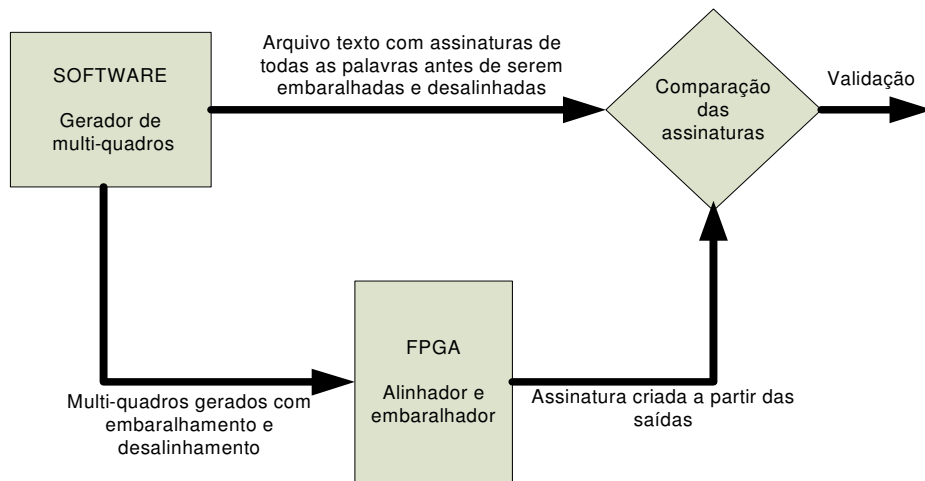 SOFTWARE
Gerador de
multi-quadros
Arquivo texto com assinaturas de
todas as palavras antes de serem
embaralhadas e desalinhadas
Comparação
das
assinaturas
Validação
FPGA
Alinhador e
embaralhador
Multi-quadros gerados com
embaralhamento e
desalinhamento
Assinatura criada a partir das
saídas